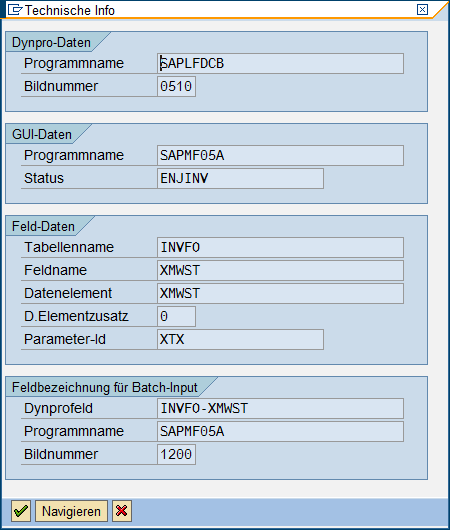 Technische Info
Dynpro-Daten
Programmname SAPLFDCB
Bildnummer 0510
GUI-Daten
Programmname SAPMF05A
Status ENJINV
Feld-Daten
Tabellenname INVFO
Feldname XMWST
Datenelement XMWST
D.Elementzusatz 0
Parameter-Id XTX
Feldbezeichnung für Batch-Input
Dynprofeld INVFO-XMWST
Programmname SAPMF05A
Bildnummer 1200
Navigieren